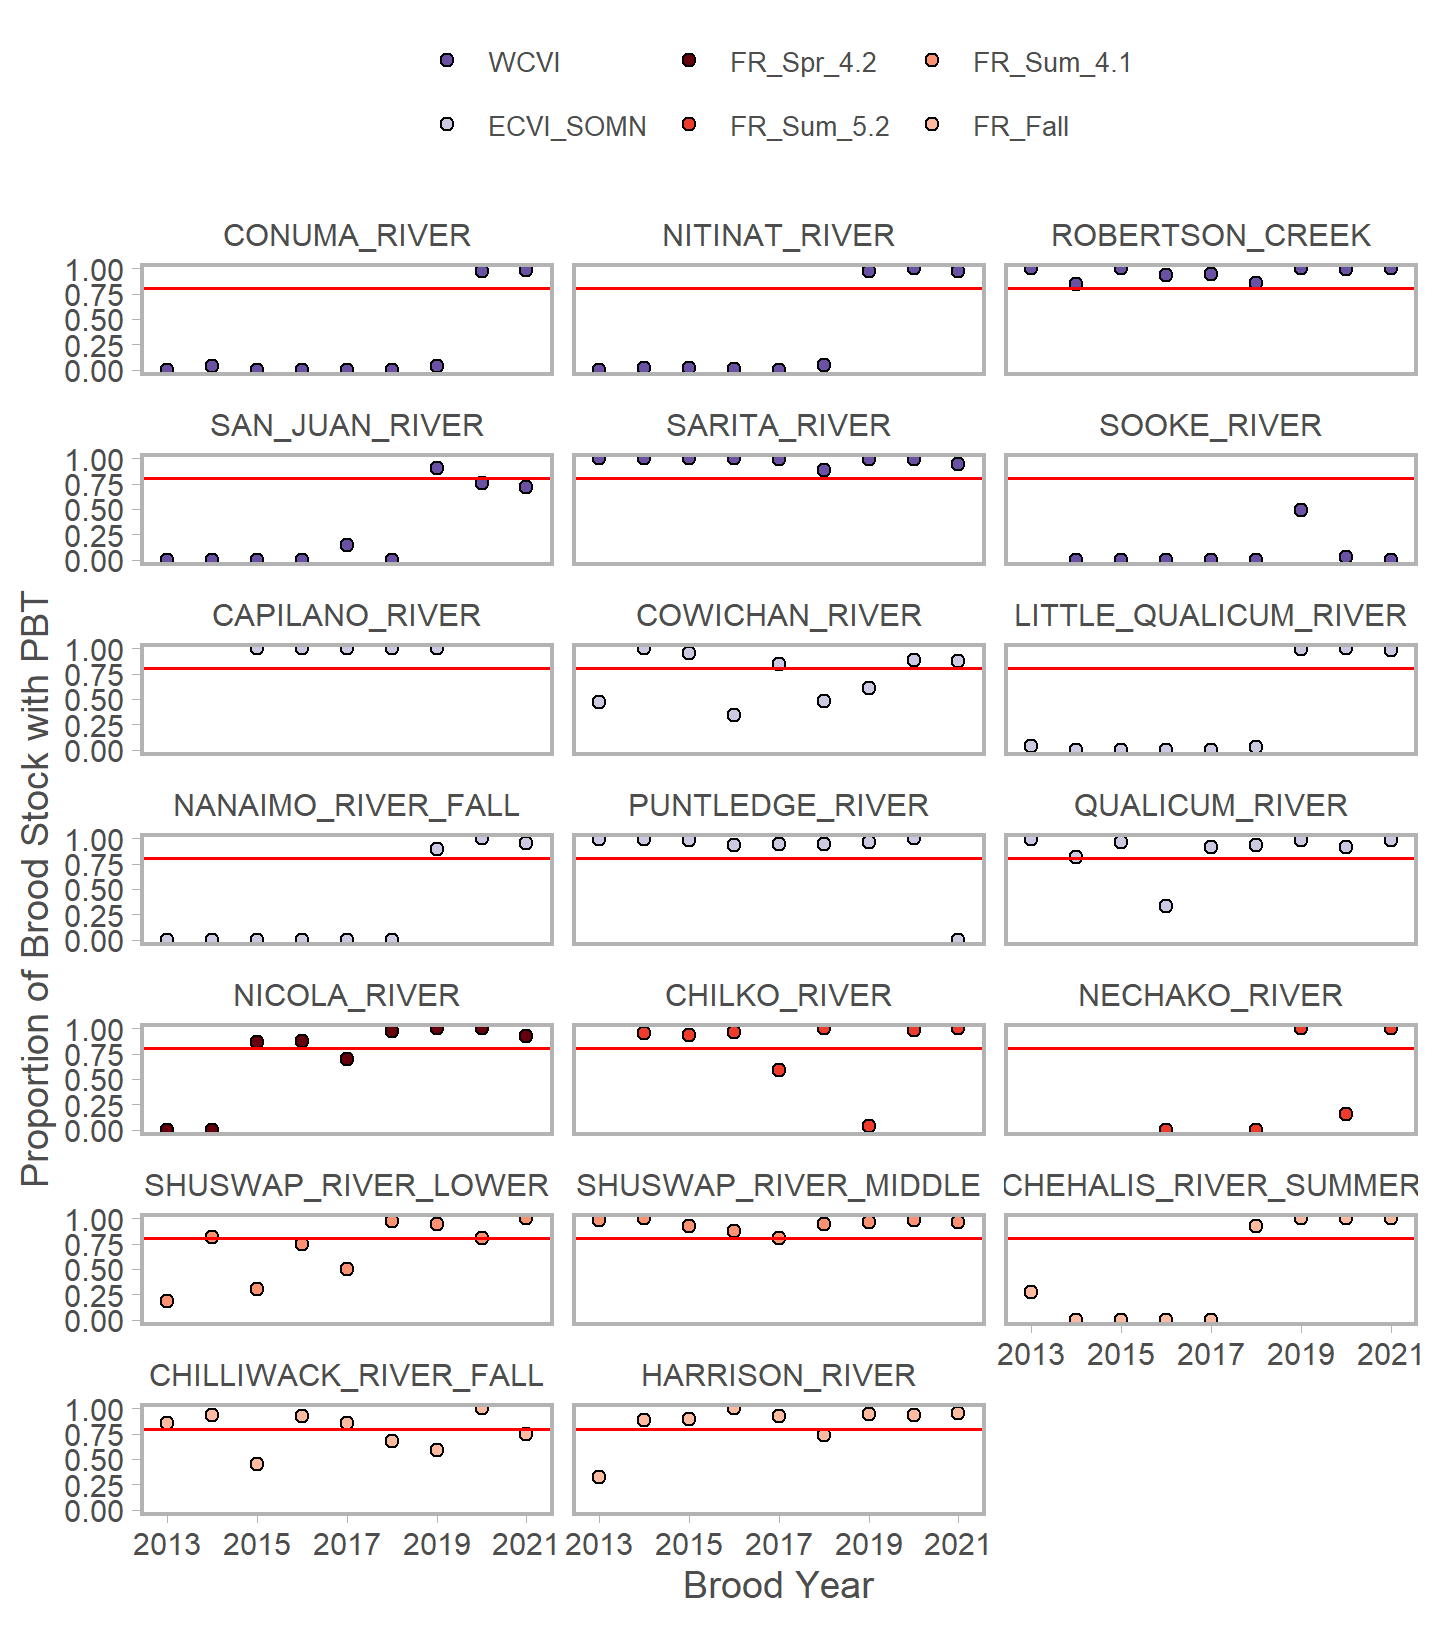 WCVI FR_Spr_4.2 FR_Sum_4.1
ECVI_SOMN FR_Sum_5.2 FR_Fall
CONUMA_RIVER NITINAT_RIVER ROBERTSON_CREEK
1.00
0.75
0.50
0.25
0.00
SAN_JUAN_RIVER SARITA_RIVER SOOKE_RIVER
1.00
0.75
0.50
0.25
0.00
CAPILANO_RIVER COWICHAN_RIVER LITTLE_QUALICUM_RIVER
1.00
0.75
0.50
0.25
0.00
NANAIMO_RIVER_FALL PUNTLEDGE_RIVER QUALICUM_RIVER
1.00
0.75
0.50
0.25
0.00
NICOLA_RIVER CHILKO_RIVER NECHAKO_RIVER
1.00
0.75
0.50
0.25
0.00
SHUSWAP_RIVER_LOWER SHUSWAP_RIVER_MIDDLE CHEHALIS_RIVER_SUMMER
1.00
0.75
0.50
0.25
0.00
2013 2015 2017 2019 2021
CHILLIWACK_RIVER_FALL HARRISON_RIVER
1.00
0.75
0.50
0.25
0.00
2013 2015 2017 2019 2021 2013 2015 2017 2019 2021
Brood Year
Proportion of Brood Stock with PBT